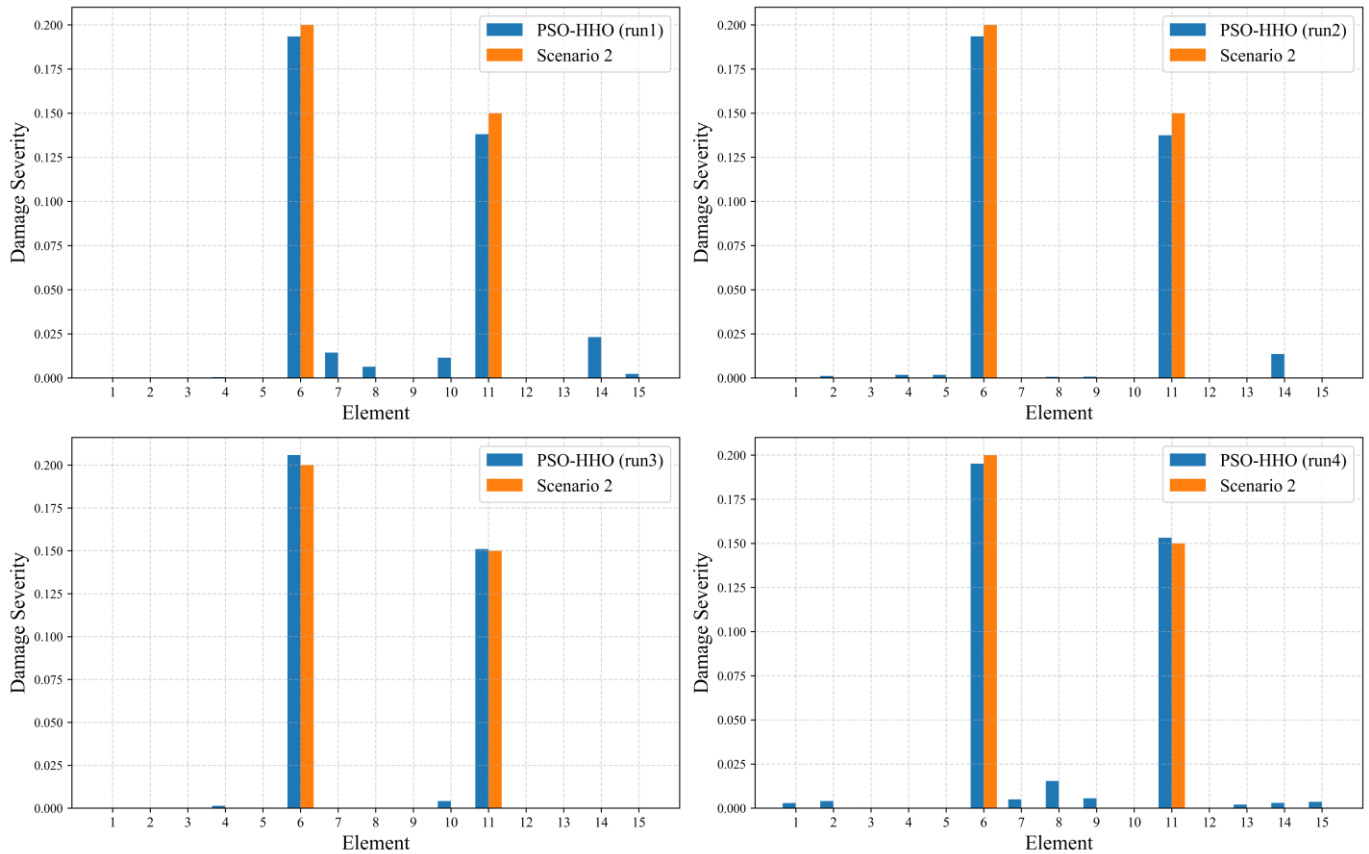 PSO-HHO (run1)
Scenario 2
0.200
0.175
0.150
0.125
0.100
0.075
0.050
0.025
0.000
Damage Severity
1 2 3 4 5 6 7 8 9 10 11 12 13 14 15
Element
PSO-HHO (run2)
Scenario 2
0.200
0.175
0.150
0.125
0.100
0.075
0.050
0.025
0.000
Damage Severity
1 2 3 4 5 6 7 8 9 10 11 12 13 14 15
Element
PSO-HHO (run3)
Scenario 2
0.200
0.175
0.150
0.125
0.100
0.075
0.050
0.025
0.000
Damage Severity
1 2 3 4 5 6 7 8 9 10 11 12 13 14 15
Element
PSO-HHO (run4)
Scenario 2
0.200
0.175
0.150
0.125
0.100
0.075
0.050
0.025
0.000
Damage Severity
1 2 3 4 5 6 7 8 9 10 11 12 13 14 15
Element